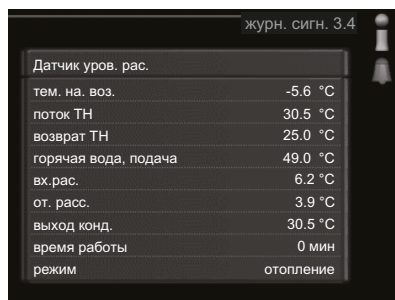 журн. сигн. 3.4
Датчик уров. рас.
тем. на. воз. -5.6 °C
поток ТН 30.5 °C
возврат ТН 25.0 °C
горячая вода, подача 49.0 °C
вх.рас. 6.2 °C
от. расс. 3.9 °C
выход конд. 30.5 °C
время работы 0 мин
режим отопление